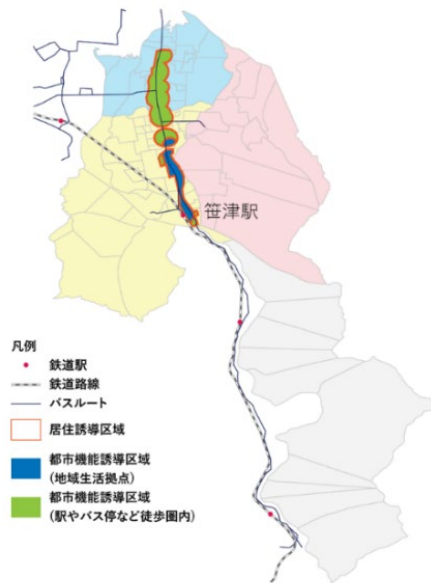 笹津駅
凡例
鉄道駅
鉄道路線
バスルート
居住誘導区域
都市機能誘導区域
(地域生活拠点)
都市機能誘導区域
(駅やバス停など徒歩圏内)